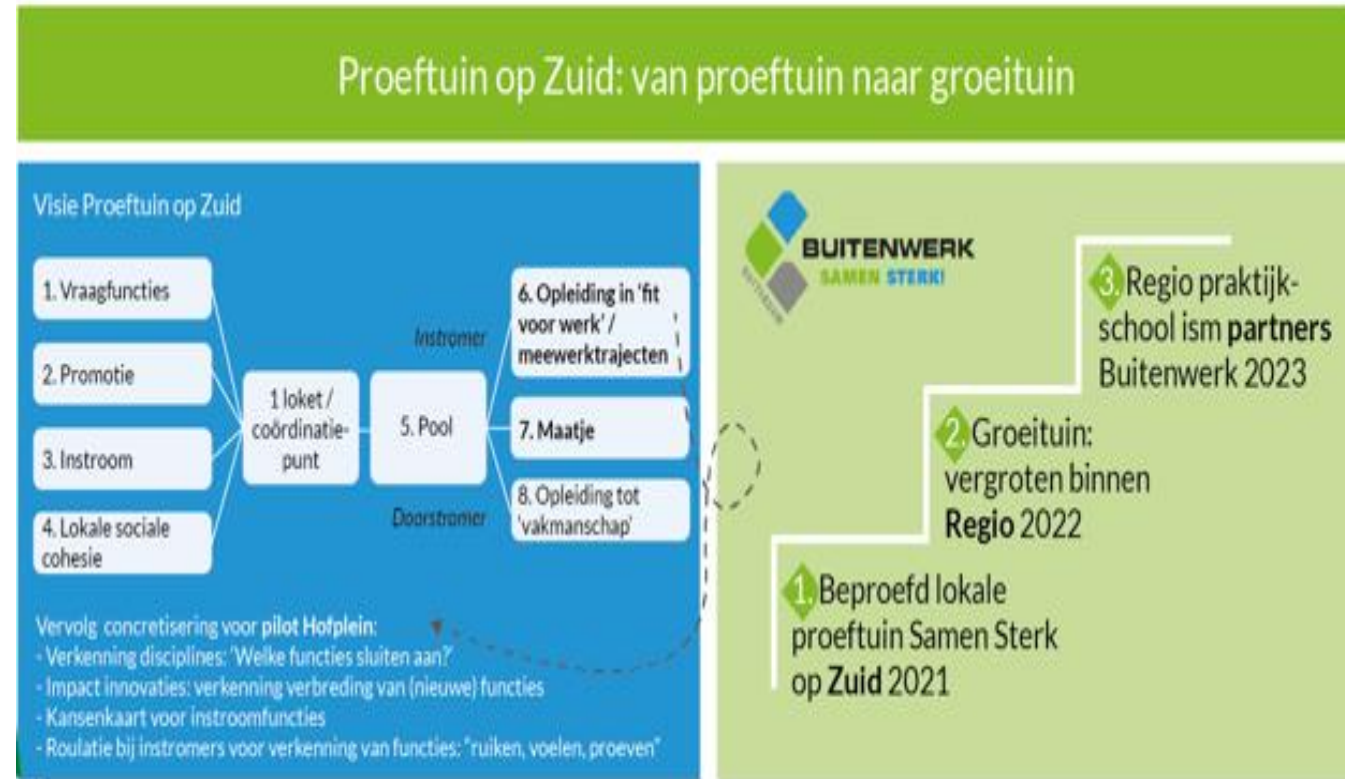 Proeftuin op Zuid: van proeftuin naar groeituin
Visie Proeftuin op Zuid
1. Vraagfuncties
2. Promotie
3. Instroom
4. Lokale sociale
cohesie
1 loket /
coördinatie-
punt
5. Pool
Instromer
Doorstromer
6. Opleiding in 'fit
voor werk' /
meewerktrajecten
7. Maatje
8. Opleiding tot
'vakmanschap'
Vervolg concretisering voor pilot Hofplein:
- Verkenning disciplines: 'Welke functies sluiten aan?'
- Impact innovaties: verkenning verbreding van (nieuwe) functies
- Kansenkaart voor instroomfuncties
- Roulatie bij instromers voor verkenning van functies: "ruiken, voelen, proeven"
BUITENWERK
SAMEN STERK!
3. Regio praktijk-
school ism partners
Buitenwerk 2023
2. Groeituin:
vergroten binnen
Regio 2022
1. Beproefd lokale
proeftuin Samen Sterk
op Zuid 2021